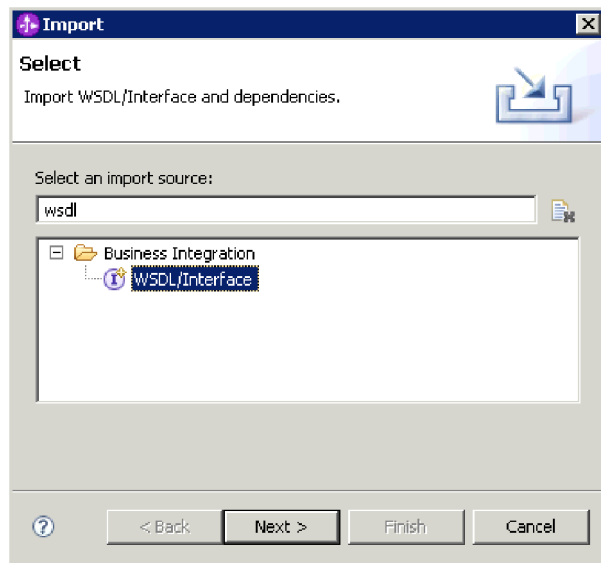 Import
Select
Import WSDL/Interface and dependencies.
Select an import source:
wsdl
Business Integration
WSDL/Interface
< Back Next > Finish Cancel